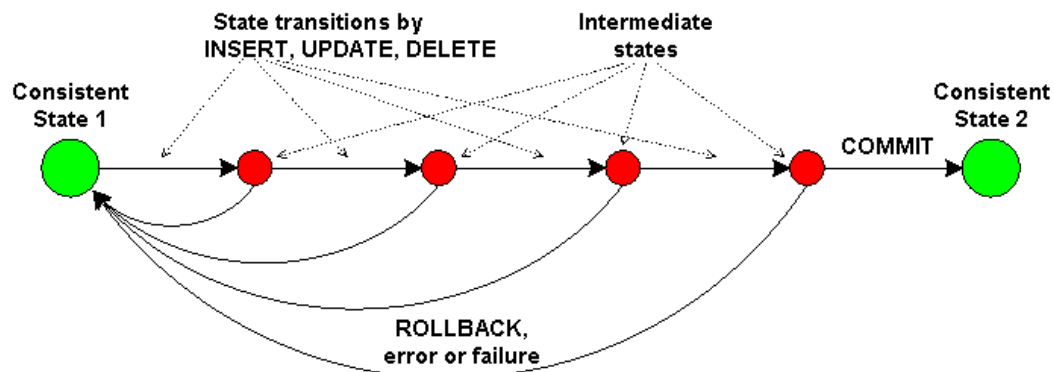 State transitions by
INSERT, UPDATE, DELETE
Intermediate
states
Consistent
State 1
Consistent
State 2
COMMIT
ROLLBACK,
error or failure